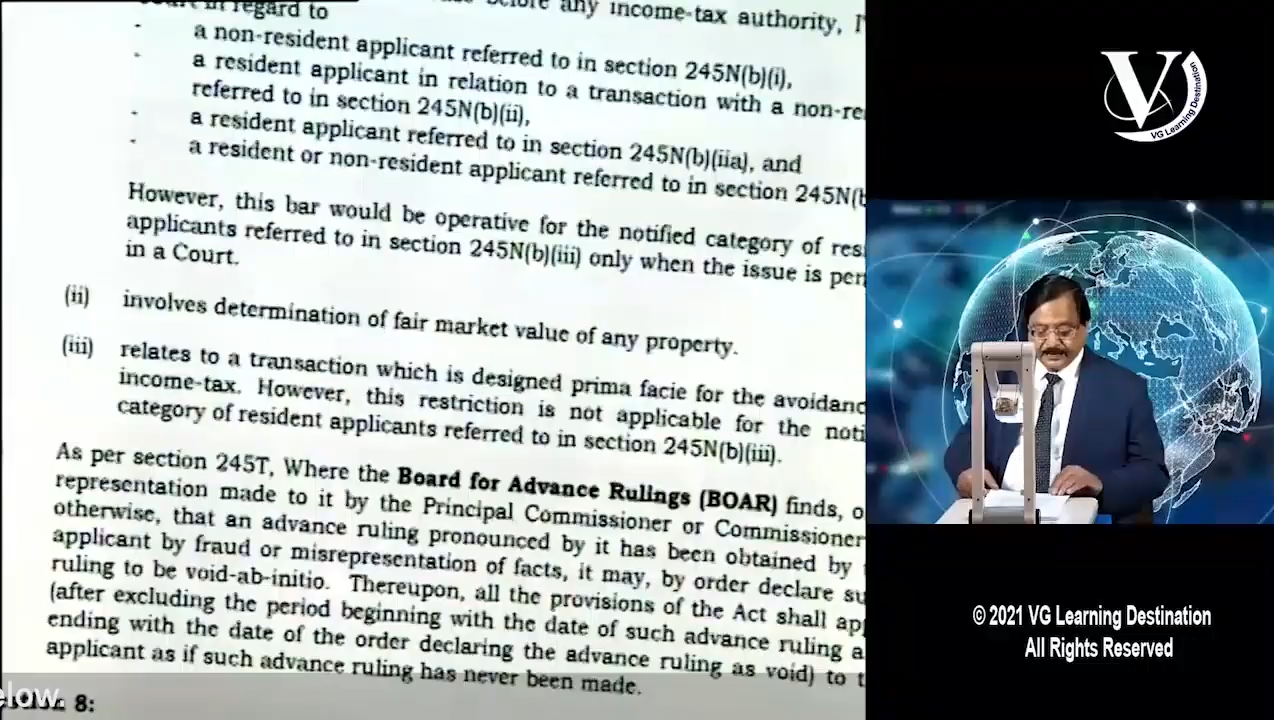 in regard to
before any income-tax authority,
- a non-resident applicant referred to in section 245N(b)(i),
- a resident applicant in relation to a transaction with a
referred to in section 245N(b)(ii),
- a resident applicant referred to in section 245N(b)(iia), and
- a resident or non-resident applicant referred to in section
However, this bar would be operative for the notified category of
applicants referred to in section 245N(b)(iii) only when the issue is
in a Court.
(ii) involves determination of fair market value of any property.
(iii) relates to a transaction which is designed prima facie for the
income-tax. However, this restriction is not applicable for the
category of resident applicants referred to in section 245N(b)(iii).
As per section 245T, Where the Board for Advance Rulings (BOAR) finds,
representation made to it by the Principal Commissioner or Commissioner
otherwise, that an advance ruling pronounced by it has been obtained by
applicant by fraud or misrepresentation of facts, it may, by order declare
ruling to be void-ab-initio. Thereupon, all the provisions of the Act shall
(after excluding the period beginning with the date of such advance ruling
ending with the date of the order declaring the advance ruling as void) to
applicant as if such advance ruling has never been made.
8:
V
VG Learning Destination
© 2021 VG Learning Destination
All Rights Reserved